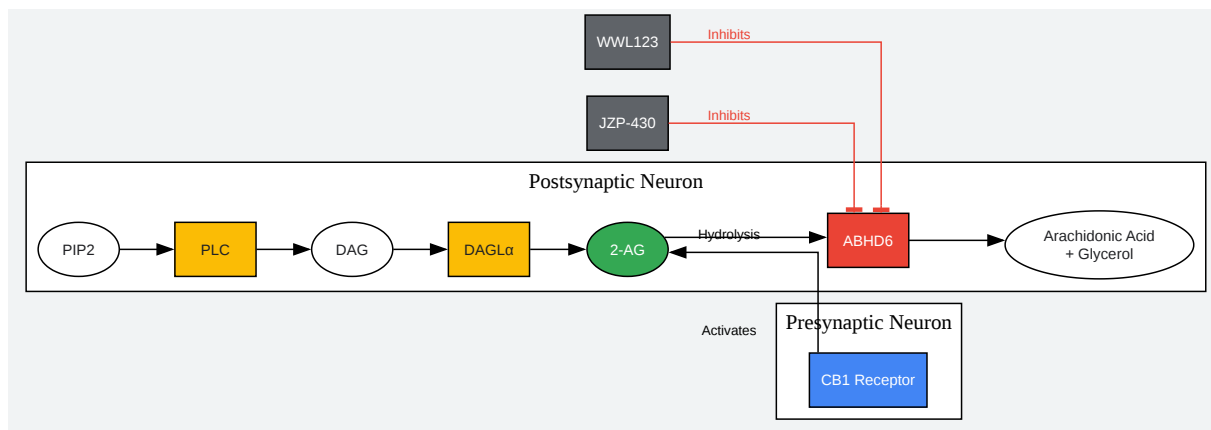 WWL123
Inhibits
JZP-430
Inhibits
Postsynaptic Neuron
PIP2
PLC
DAG
DAGLα
2-AG
Hydrolysis
ABHD6
Arachidonic Acid
+ Glycerol
Presynaptic Neuron
Activates
CB1 Receptor